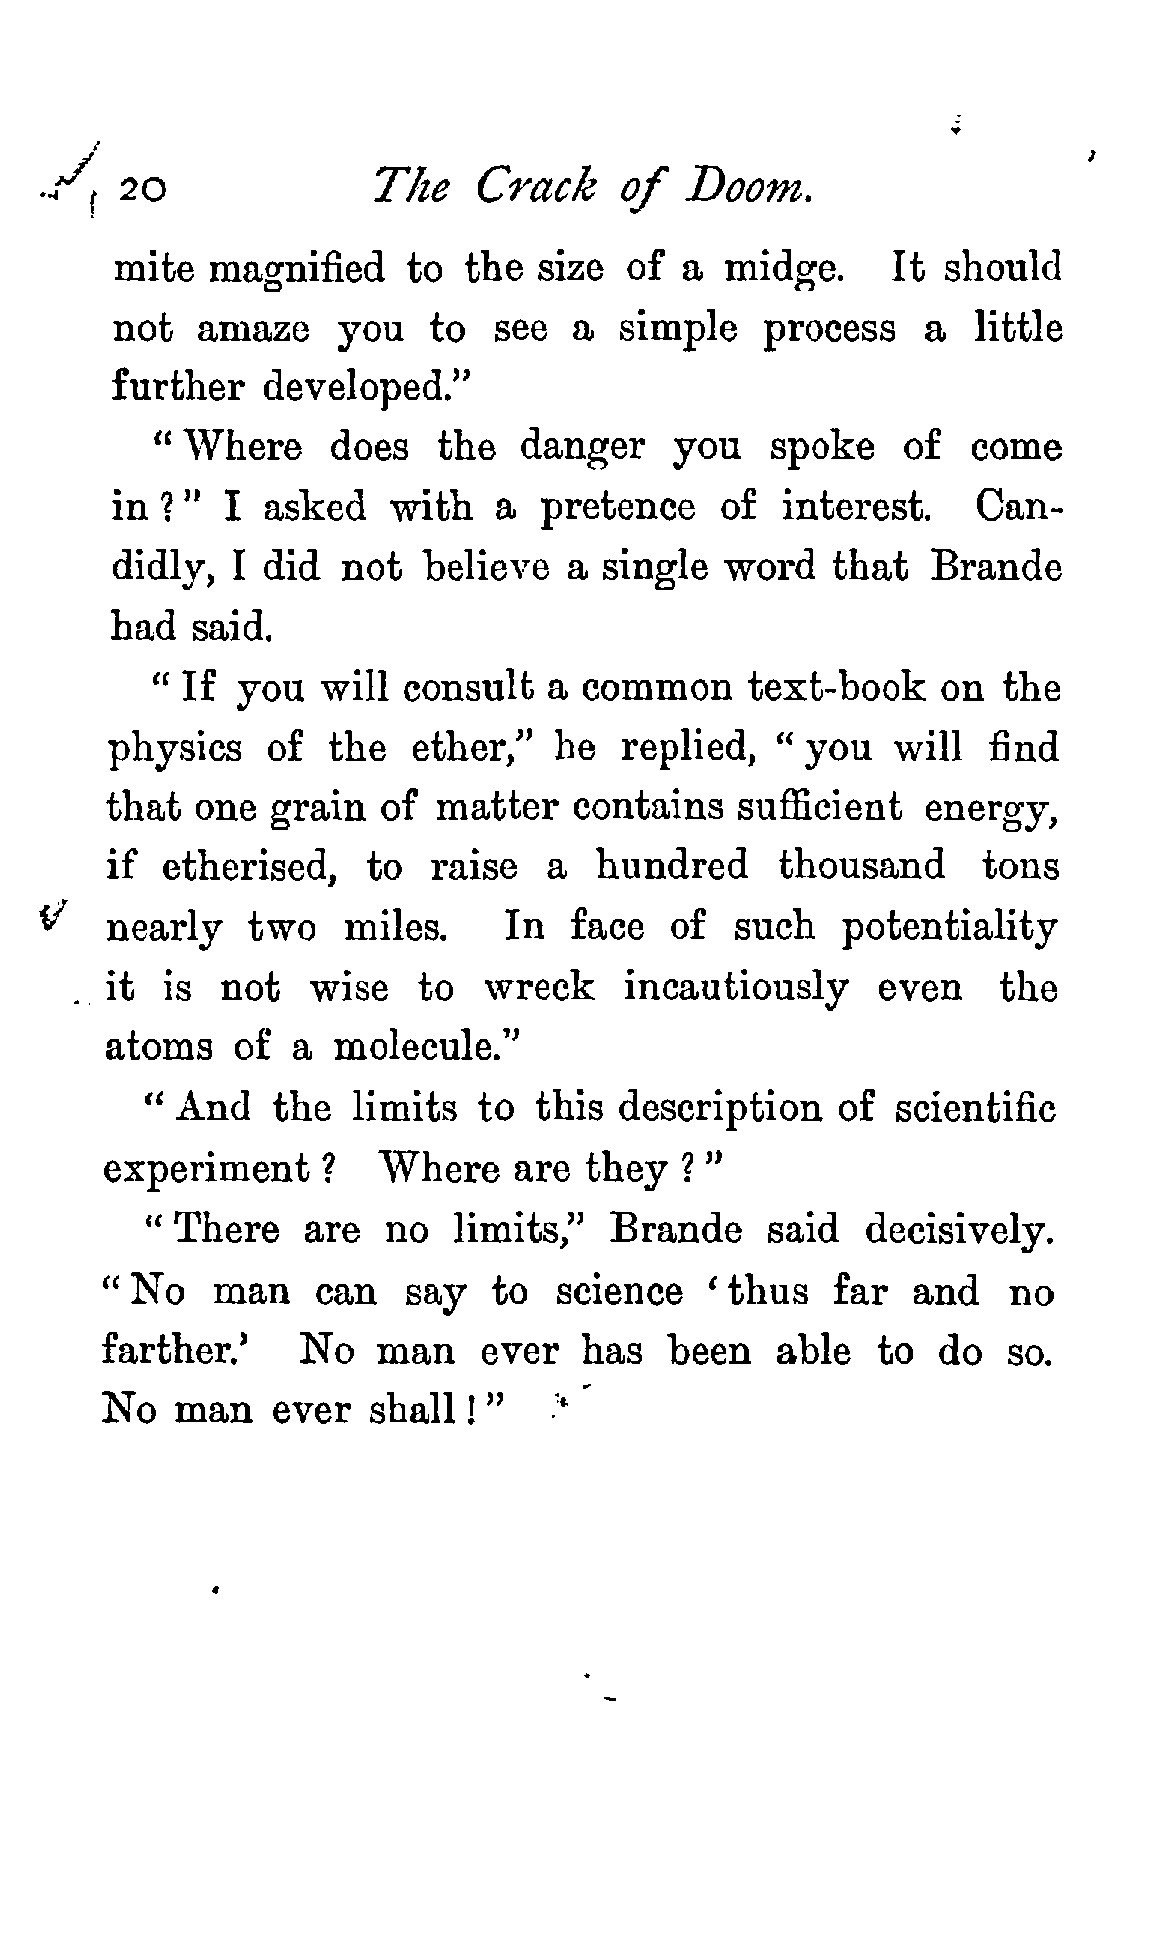 20 The Crack of Doom.
mite magnified to the size of a midge. It should
not amaze you to see a simple process a little
further developed."
"Where does the danger you spoke of come
in?" I asked with a pretence of interest. Can-
didly, I did not believe a single word that Brande
had said.
"If you will consult a common text-book on the
physics of the ether," he replied, "you will find
that one grain of matter contains sufficient energy,
if etherised, to raise a hundred thousand tons
nearly two miles. In face of such potentiality
it is not wise to wreck incautiously even the
atoms of a molecule."
"And the limits to this description of scientific
experiment? Where are they?"
"There are no limits," Brande said decisively.
"No man can say to science 'thus far and no
farther.' No man ever has been able to do so.
No man ever shall!"